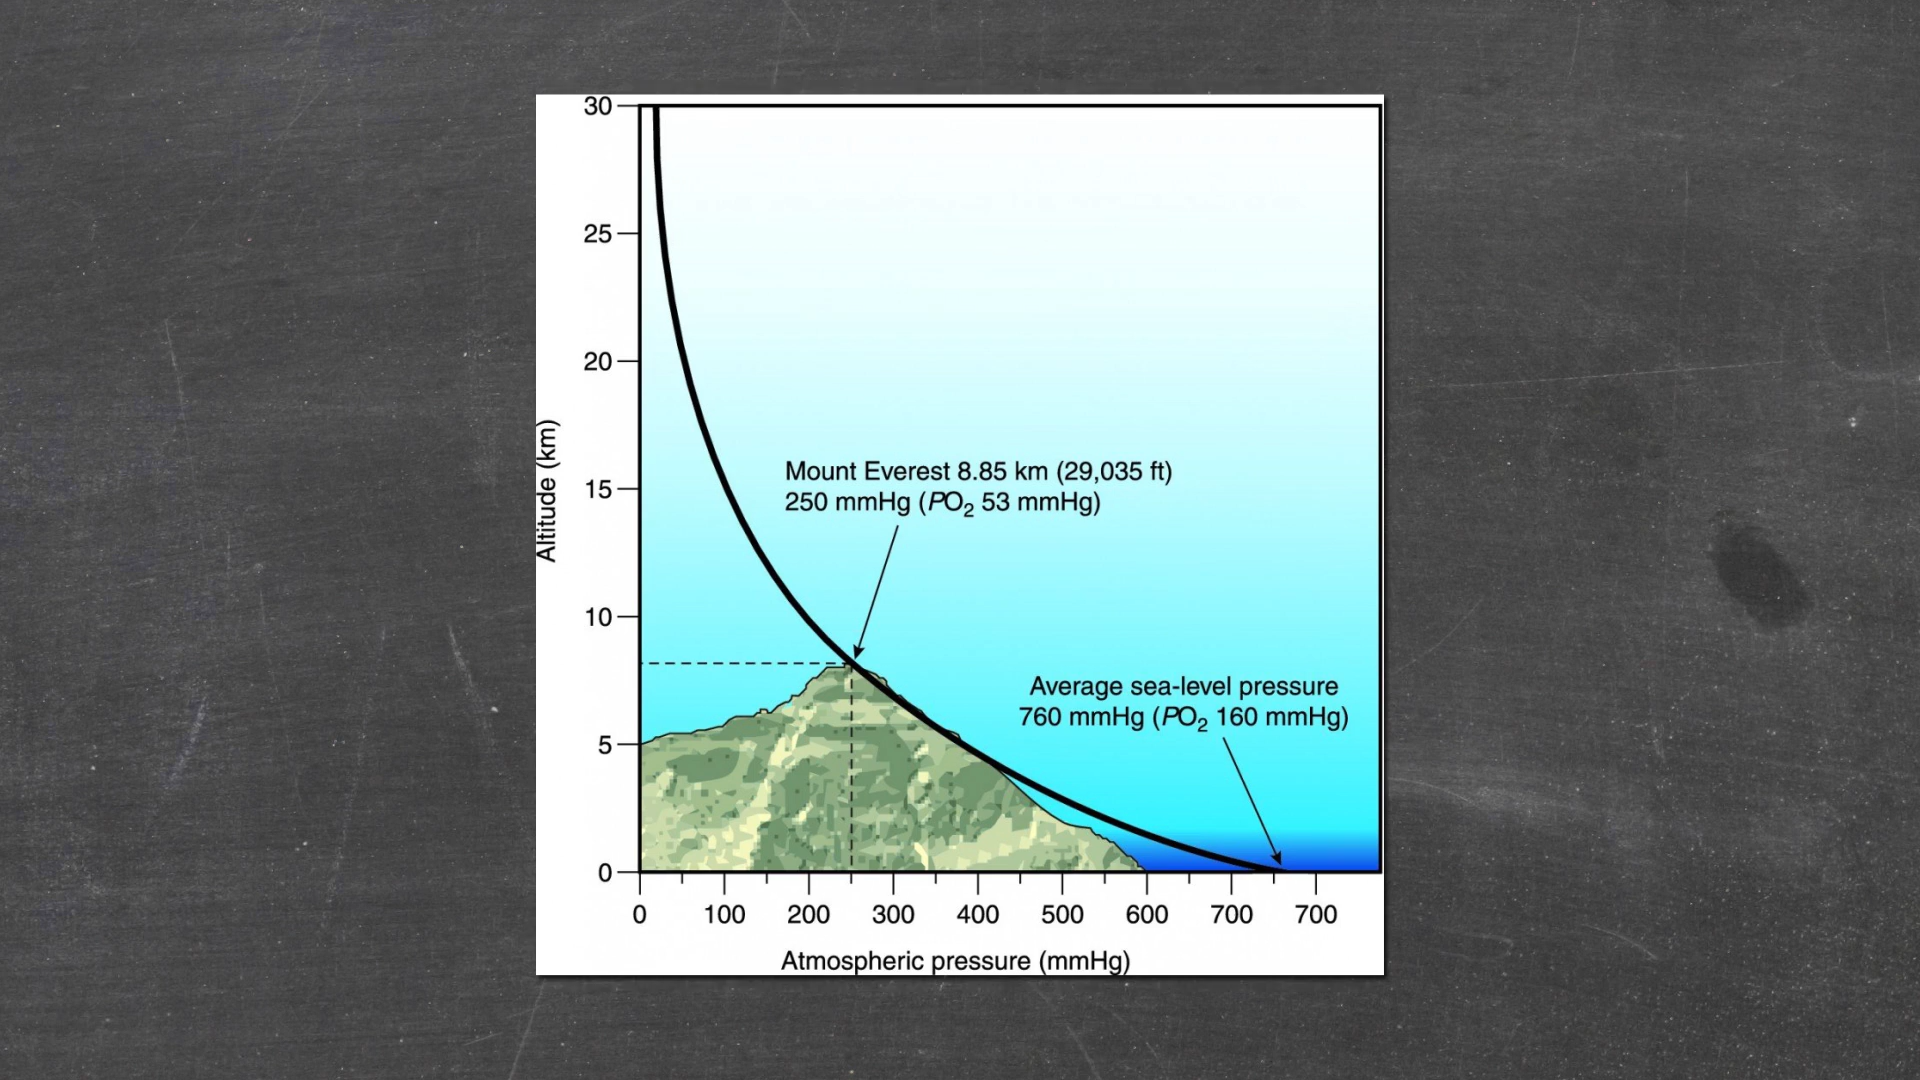 30
25
20
15
10
5
0
Altitude (km)
Mount Everest 8.85 km (29,035 ft)
250 mmHg (PO2 53 mmHg)
Average sea-level pressure
760 mmHg (PO2 160 mmHg)
0 100 200 300 400 500 600 700 700
Atmospheric pressure (mmHg)